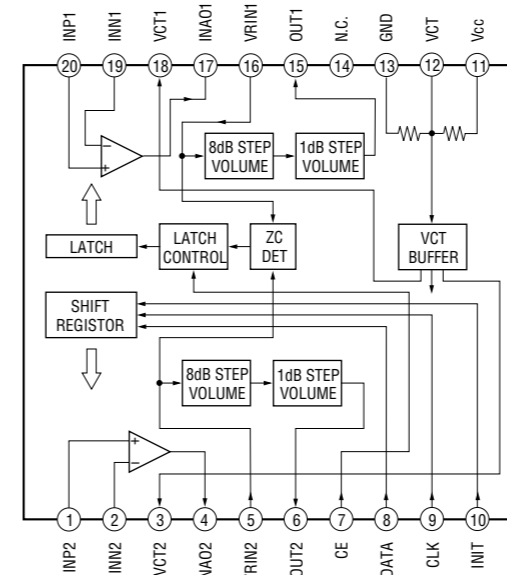 INP1
INN1
VCT1
INAO1
VRIN1
OUT1
N.C.
GND
VCT
Vcc
20
19
18
17
16
15
14
13
12
11
8dB STEP
VOLUME
1dB STEP
VOLUME
LATCH
LATCH
CONTROL
ZC
DET
VCT
BUFFER
SHIFT
REGISTOR
8dB STEP
VOLUME
1dB STEP
VOLUME
1
2
3
4
5
6
7
8
9
10
INP2
INN2
VCT2
NAO2
VRIN2
OUT2
CE
DATA
CLK
INIT